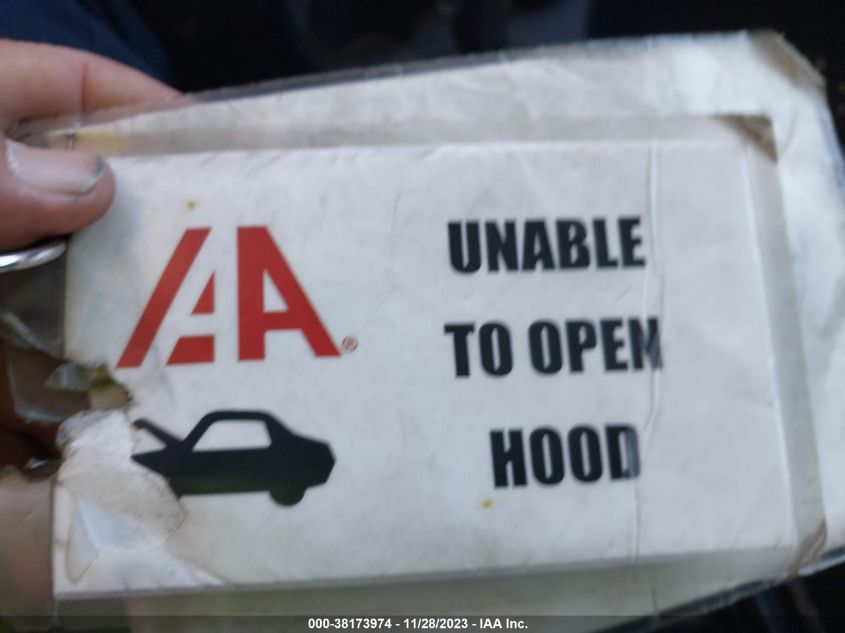 IAA®
UNABLE
TO OPEN
HOOD
000-38173974 - 11/28/2023 - IAA Inc.